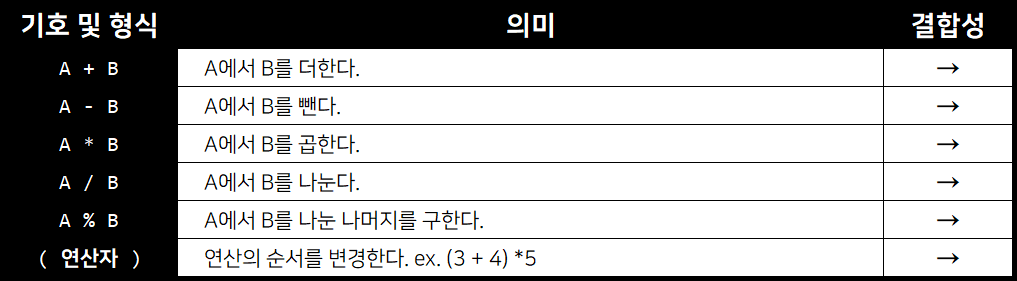 기호 및 형식 의미 결합성
A + B A에서 B를 더한다. →
A - B A에서 B를 뺀다. →
A * B A에서 B를 곱한다. →
A / B A에서 B를 나눈다. →
A % B A에서 B를 나눈 나머지를 구한다. →
( 연산자 ) 연산의 순서를 변경한다. ex. (3 + 4) *5 →